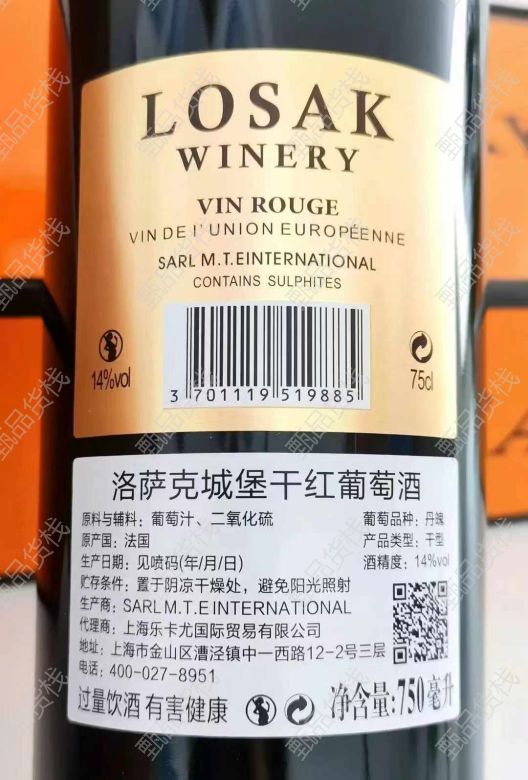 LOSAK
WINERY
VIN ROUGE
VIN DE l'UNION EUROPÉENNE
SARL M.T.EINTERNATIONAL
CONTAINS SULPHITES
14%vol
3 701119 519885
75cl
洛萨克城堡干红葡萄酒
原料与辅料：葡萄汁、二氧化硫 葡萄品种：丹魄
原产国：法国 产品类型：干型
生产日期：见喷码(年/月/日) 酒精度：14%vol
贮存条件：置于阴凉干燥处，避免阳光照射
生产商：SARL M.T.E INTERNATIONAL
代理商：上海乐卡尤国际贸易有限公司
地址：上海市金山区漕泾镇中一西路12-2号三层
电话：400-027-8951
过量饮酒 有害健康 净含量:750毫升
甄品货栈